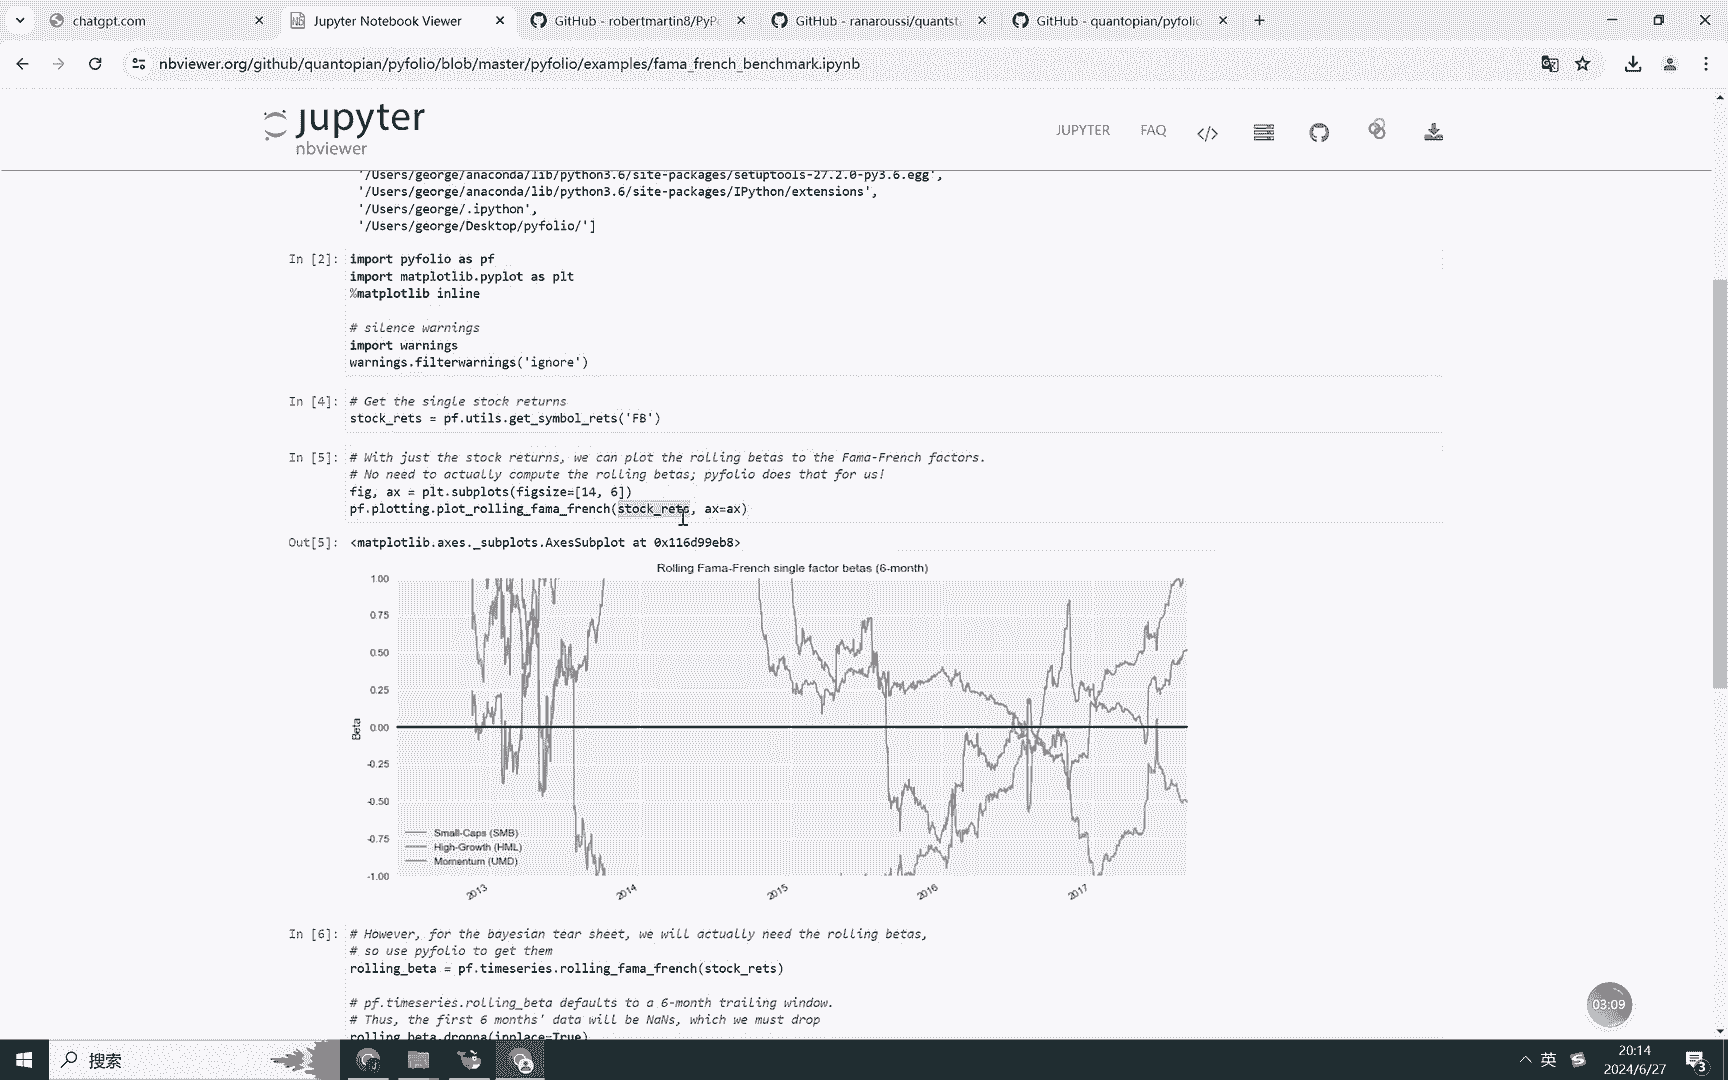 chatgpt.com
Jupyter Notebook Viewer
GitHub - robertmartin8/PyPo
GitHub - ranaroussi/quantsta
GitHub - quantopian/pyfolio
nbviewer.org/github/quantopian/pyfolio/blob/master/pyfolio/examples/fama_french_benchmark.ipynb
jupyter
nbviewer
JUPYTER FAQ </>
'/Users/george/anaconda/lib/python3.6/site-packages/setuptools-27.2.0-py3.6.egg',
'/Users/george/anaconda/lib/python3.6/site-packages/IPython/extensions',
'/Users/george/.ipython',
'/Users/george/Desktop/pyfolio/']
In [2]: import pyfolio as pf
import matplotlib.pyplot as plt
%matplotlib inline
# silence warnings
import warnings
warnings.filterwarnings('ignore')
In [4]: # Get the single stock returns
stock_rets = pf.utils.get_symbol_rets('FB')
In [5]: # With just the stock returns, we can plot the rolling betas to the Fama-French factors.
# No need to actually compute the rolling betas; pyfolio does that for us!
fig, ax = plt.subplots(figsize=[14, 6])
pf.plotting.plot_rolling_fama_french(stock_rets, ax=ax)
Out[5]: <matplotlib.axes._subplots.AxesSubplot at 0x116d99eb8>
Rolling Fama-French single factor betas (6-month)
1.00
0.75
0.50
0.25
0.00
-0.25
-0.50
-0.75
-1.00
Beta
Small-Caps (SMB)
High-Growth (HML)
Momentum (UMD)
2013 2014 2015 2016 2017
In [6]: # However, for the bayesian tear sheet, we will actually need the rolling betas,
# so use pyfolio to get them
rolling_beta = pf.timeseries.rolling_fama_french(stock_rets)
# pf.timeseries.rolling_beta defaults to a 6-month trailing window.
# Thus, the first 6 months' data will be NaNs, which we must drop
rolling_beta.dropna(inplace=True)
03:09
搜索
英
20:14
2024/6/27
3